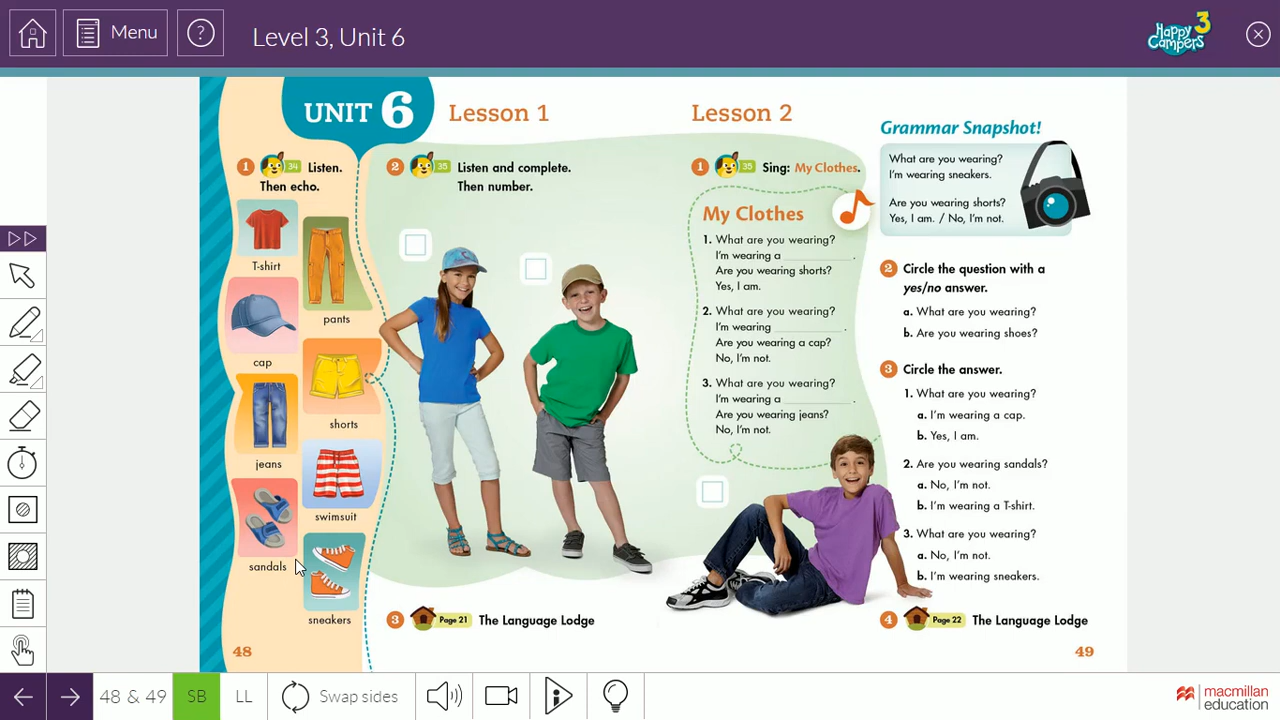 Menu
?
Level 3, Unit 6
Happy Campers 3
UNIT 6
Lesson 1
Lesson 2
1 34 Listen.
Then echo.
T-shirt
pants
cap
shorts
jeans
swimsuit
sandals
sneakers
48
2 35 Listen and complete.
Then number.
3 Page 21 The Language Lodge
1 35 Sing: My Clothes.
My Clothes
1. What are you wearing?
I'm wearing a ____________ .
Are you wearing shorts?
Yes, I am.
2. What are you wearing?
I'm wearing ____________ .
Are you wearing a cap?
No, I'm not.
3. What are you wearing?
I'm wearing a ____________ .
Are you wearing jeans?
No, I'm not.
Grammar Snapshot!
What are you wearing?
I'm wearing sneakers.
Are you wearing shorts?
Yes, I am. / No, I'm not.
2 Circle the question with a
yes/no answer.
a. What are you wearing?
b. Are you wearing shoes?
3 Circle the answer.
1. What are you wearing?
a. I'm wearing a cap.
b. Yes, I am.
2. Are you wearing sandals?
a. No, I'm not.
b. I'm wearing a T-shirt.
3. What are you wearing?
a. No, I'm not.
b. I'm wearing sneakers.
4 Page 22 The Language Lodge
49
48 & 49
SB
LL
Swap sides
macmillan
education